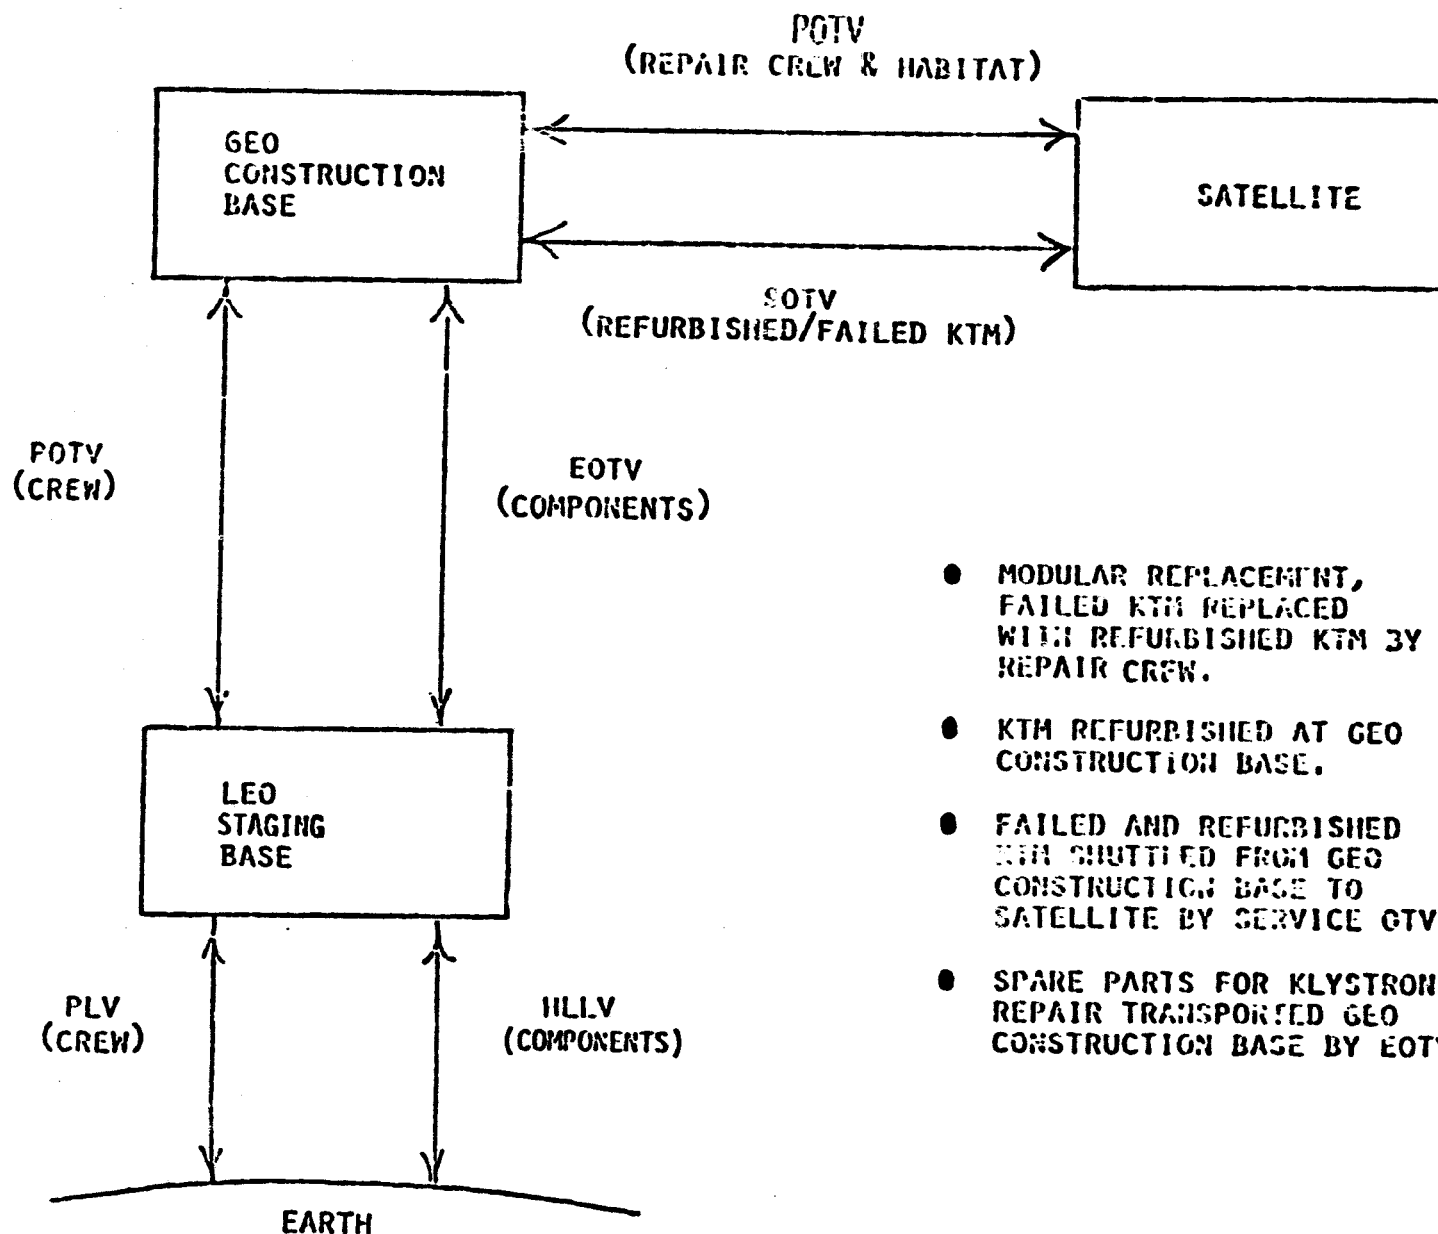 POTV
(REPAIR CREW & HABITAT)
GEO
CONSTRUCTION
BASE
SATELLITE
SOTV
(REFURBISHED/FAILED KTM)
POTV
(CREW)
EOTV
(COMPONENTS)
● MODULAR REPLACEMENT,
FAILED KTM REPLACED
WITH REFURBISHED KTM BY
REPAIR CREW.
● KTM REFURBISHED AT GEO
CONSTRUCTION BASE.
● FAILED AND REFURBISHED
KTM SHUTTLED FROM GEO
CONSTRUCTION BASE TO
SATELLITE BY SERVICE OTV
● SPARE PARTS FOR KLYSTRON
REPAIR TRANSPORTED GEO
CONSTRUCTION BASE BY EOT
LEO
STAGING
BASE
PLV
(CREW)
HLLV
(COMPONENTS)
EARTH